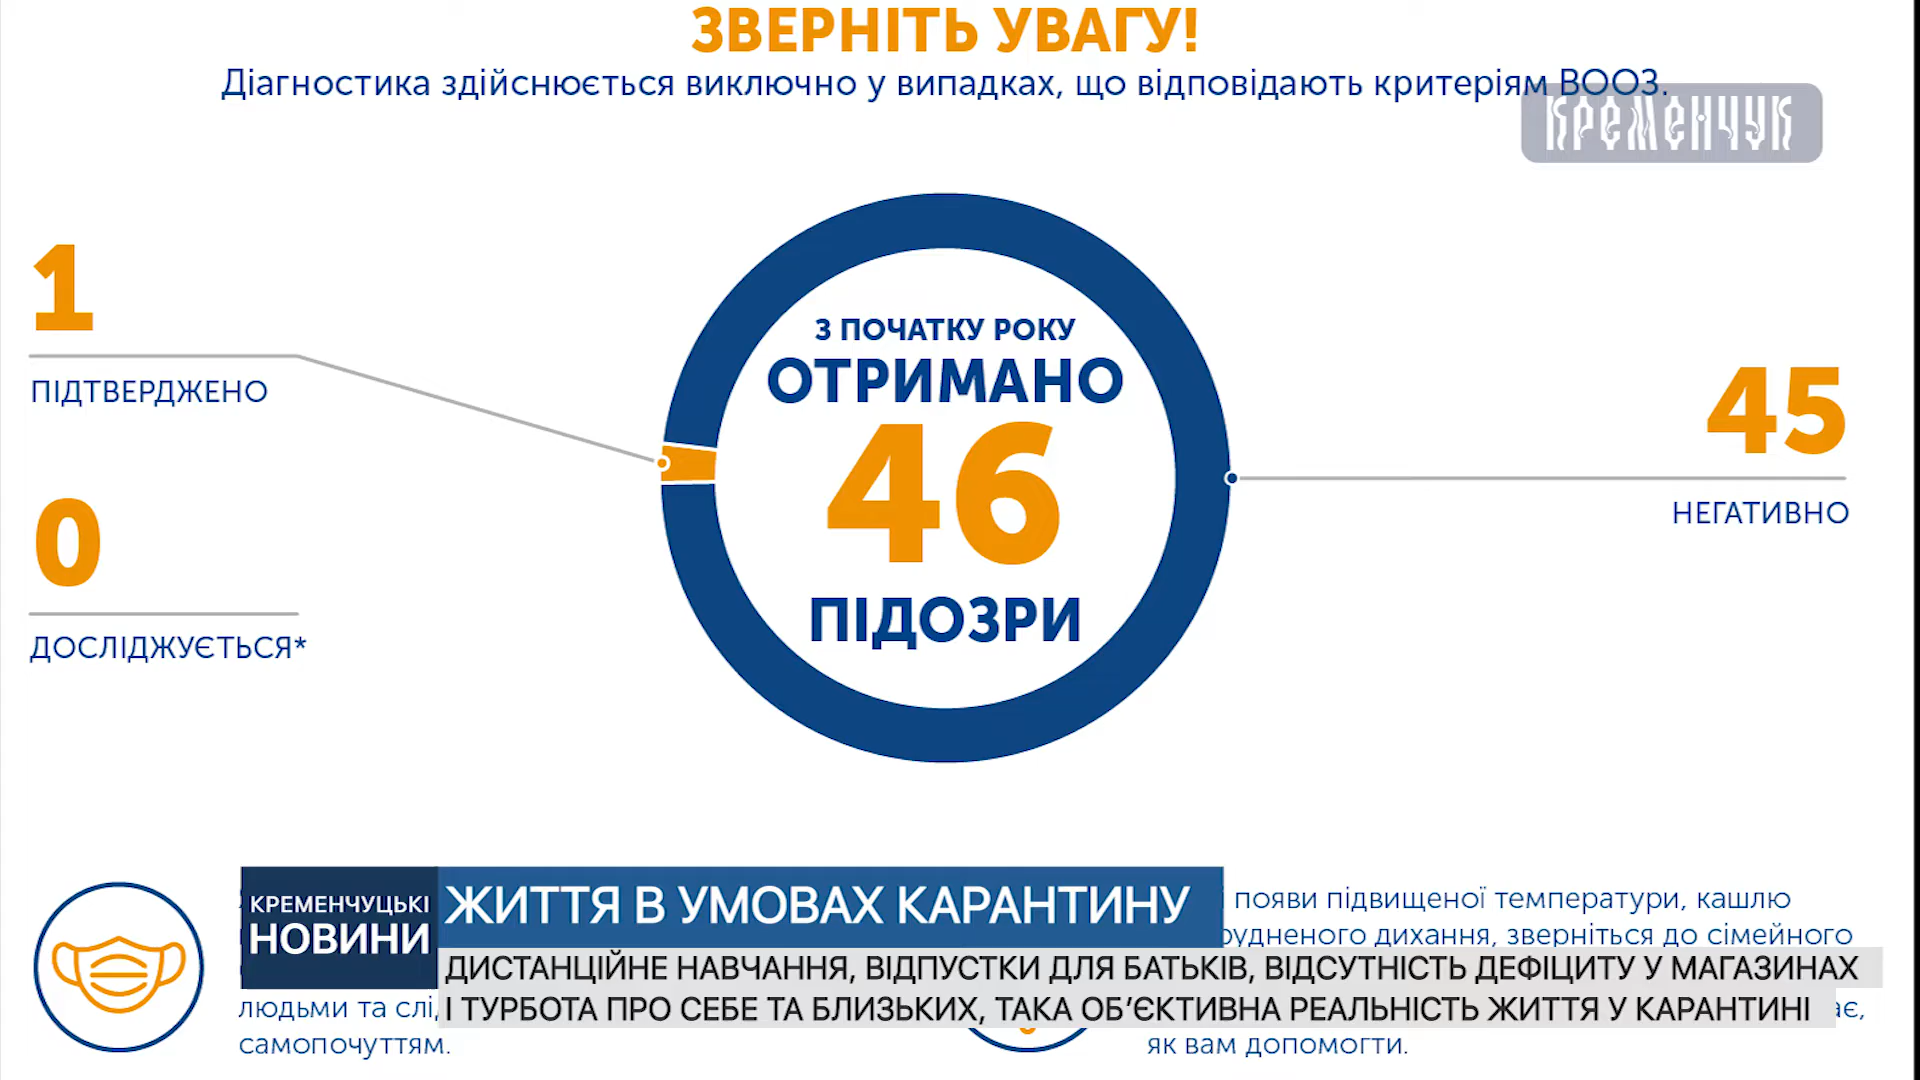 ЗВЕРНІТЬ УВАГУ!
Діагностика здійснюється виключно у випадках, що відповідають критеріям ВООЗ.
КРЕМЕНЧУК
1
ПІДТВЕРДЖЕНО
0
ДОСЛІДЖУЄТЬСЯ*
З ПОЧАТКУ РОКУ
ОТРИМАНО
46
ПІДОЗРИ
45
НЕГАТИВНО
КРЕМЕНЧУЦЬКІ
НОВИНИ
ЖИТТЯ В УМОВАХ КАРАНТИНУ
ДИСТАНЦІЙНЕ НАВЧАННЯ, ВІДПУСТКИ ДЛЯ БАТЬКІВ, ВІДСУТНІСТЬ ДЕФІЦИТУ У МАГАЗИНАХ
І ТУРБОТА ПРО СЕБЕ ТА БЛИЗЬКИХ, ТАКА ОБ’ЄКТИВНА РЕАЛЬНІСТЬ ЖИТТЯ У КАРАНТИНІ
людьми та
самопочуттям.
появи підвищеної температури, кашлю
дихання, зверніться до сімейного
як вам допомогти.